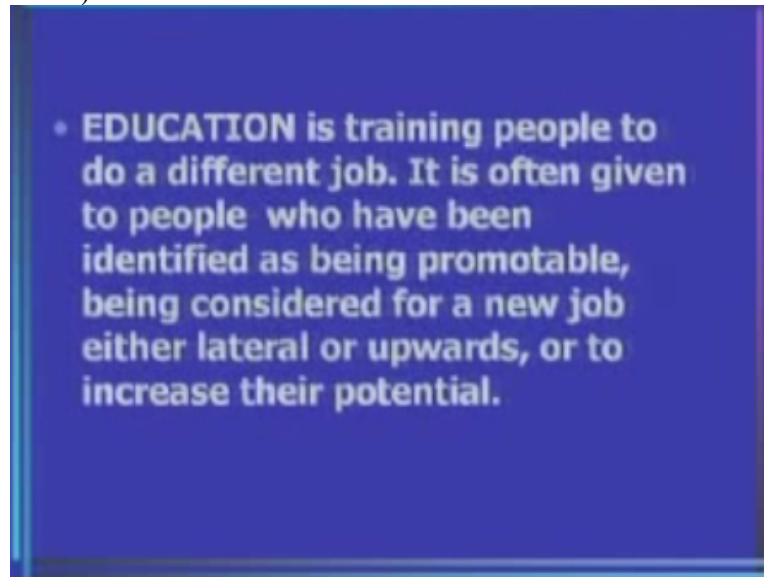 • EDUCATION is training people to
do a different job. It is often given
to people who have been
identified as being promotable,
being considered for a new job
either lateral or upwards, or to
increase their potential.